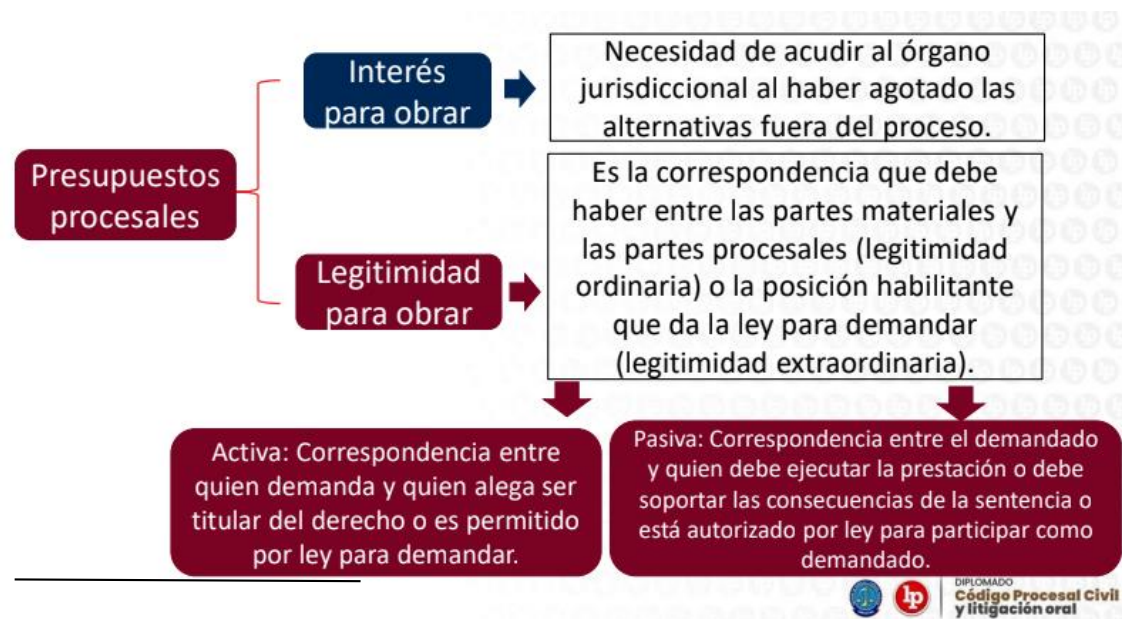 Interés
para obrar
Necesidad de acudir al órgano
jurisdiccional al haber agotado las
alternativas fuera del proceso.
Presupuestos
procesales
Legitimidad
para obrar
Es la correspondencia que debe
haber entre las partes materiales y
las partes procesales (legitimidad
ordinaria) o la posición habilitante
que da la ley para demandar
(legitimidad extraordinaria).
Activa: Correspondencia entre
quien demanda y quien alega ser
titular del derecho o es permitido
por ley para demandar.
Pasiva: Correspondencia entre el demandado
y quien debe ejecutar la prestación o debe
soportar las consecuencias de la sentencia o
está autorizado por ley para participar como
demandado.
lp
DIPLOMADO
Código Procesal Civil
y litigación oral